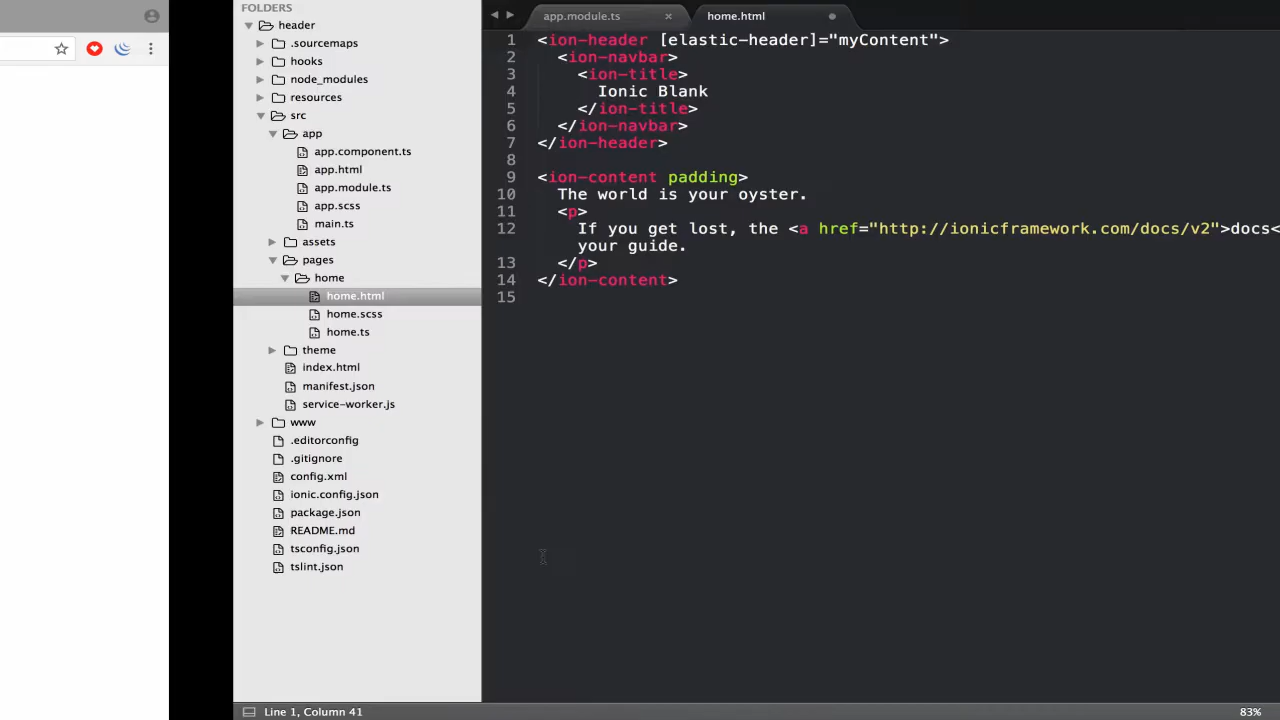 FOLDERS
header
.sourcemaps
hooks
node_modules
resources
src
app
app.component.ts
app.html
app.module.ts
app.scss
main.ts
assets
pages
home
home.html
home.scss
home.ts
theme
index.html
manifest.json
service-worker.js
www
.editorconfig
.gitignore
config.xml
ionic.config.json
package.json
README.md
tsconfig.json
tslint.json
app.module.ts
home.html
1 <ion-header [elastic-header]="myContent">
2 <ion-navbar>
3 <ion-title>
4 Ionic Blank
5 </ion-title>
6 </ion-navbar>
7 </ion-header>
8
9 <ion-content padding>
10 The world is your oyster.
11 <p>
12 If you get lost, the <a href="http://ionicframework.com/docs/v2">docs<
your guide.
13 </p>
14 </ion-content>
15
Line 1, Column 41
83%